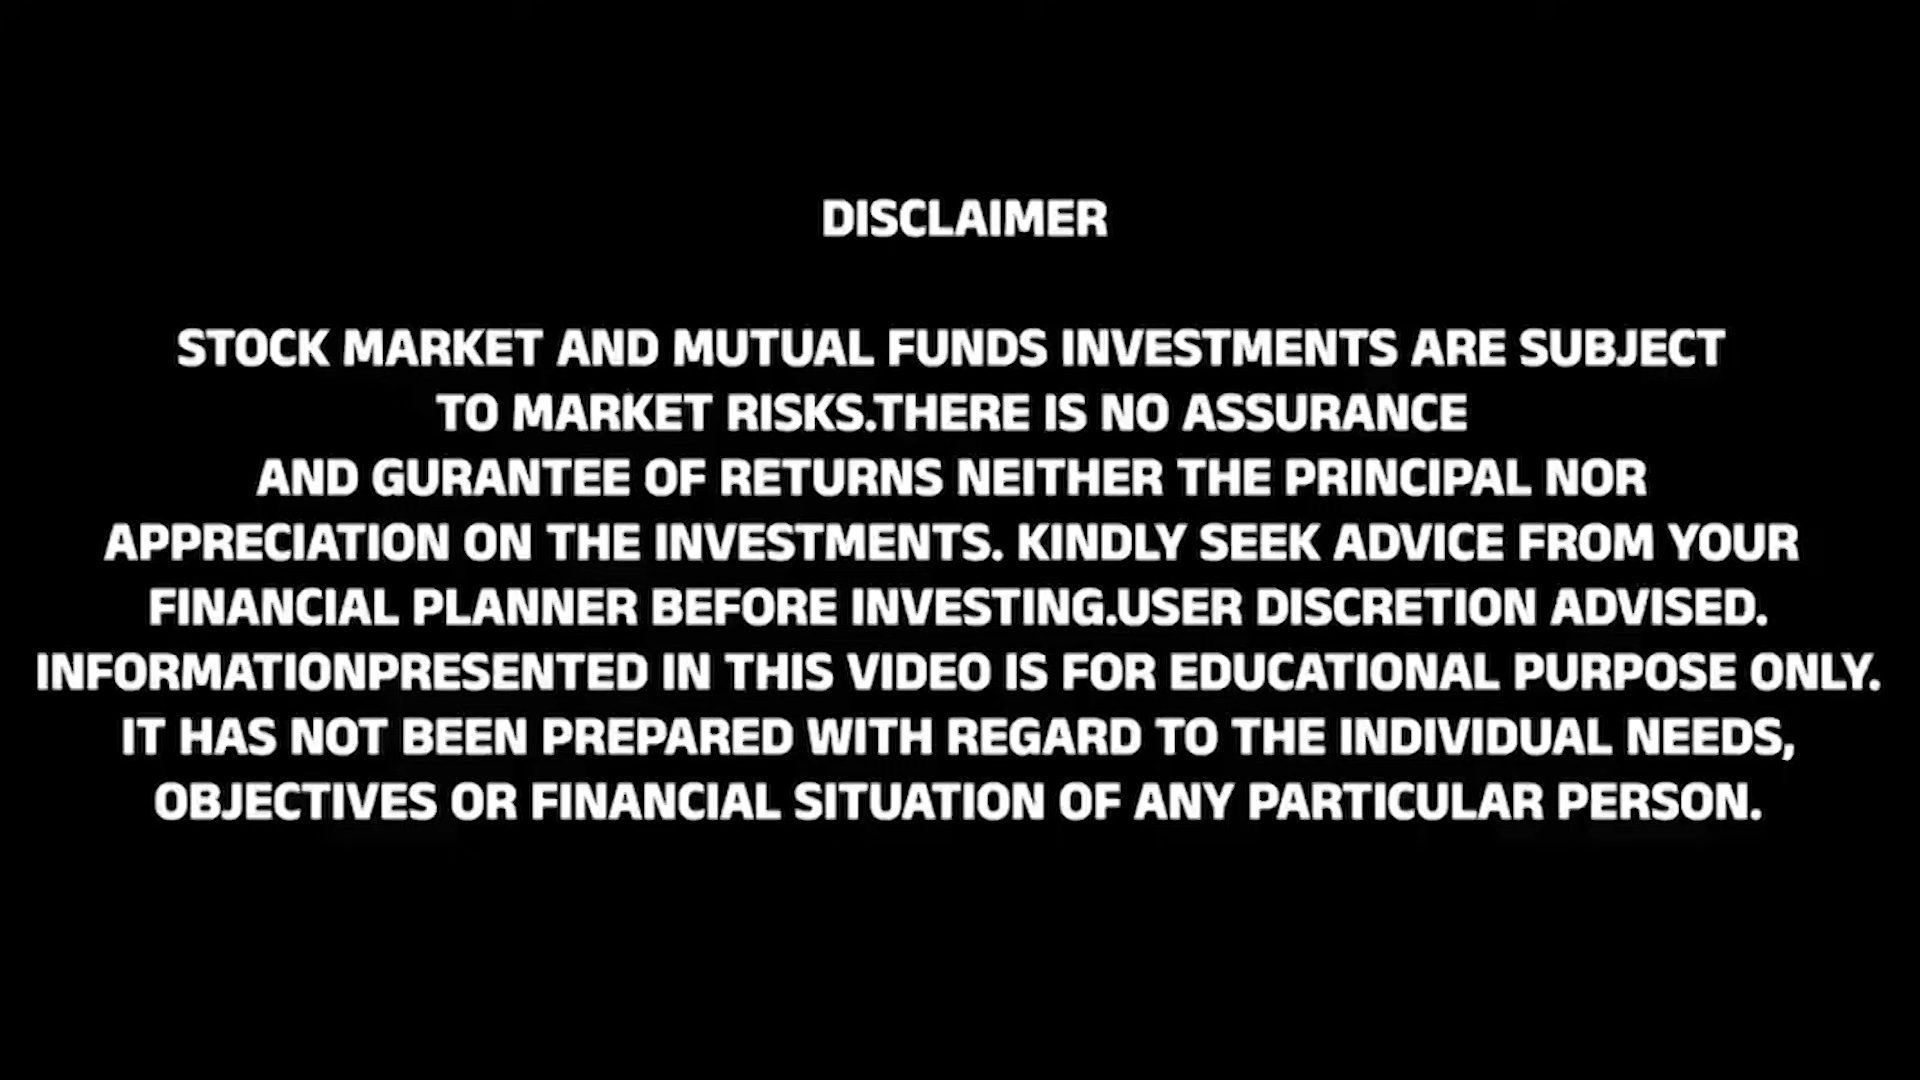 DISCLAIMER
STOCK MARKET AND MUTUAL FUNDS INVESTMENTS ARE SUBJECT
TO MARKET RISKS.THERE IS NO ASSURANCE
AND GURANTEE OF RETURNS NEITHER THE PRINCIPAL NOR
APPRECIATION ON THE INVESTMENTS. KINDLY SEEK ADVICE FROM YOUR
FINANCIAL PLANNER BEFORE INVESTING.USER DISCRETION ADVISED.
INFORMATIONPRESENTED IN THIS VIDEO IS FOR EDUCATIONAL PURPOSE ONLY.
IT HAS NOT BEEN PREPARED WITH REGARD TO THE INDIVIDUAL NEEDS,
OBJECTIVES OR FINANCIAL SITUATION OF ANY PARTICULAR PERSON.